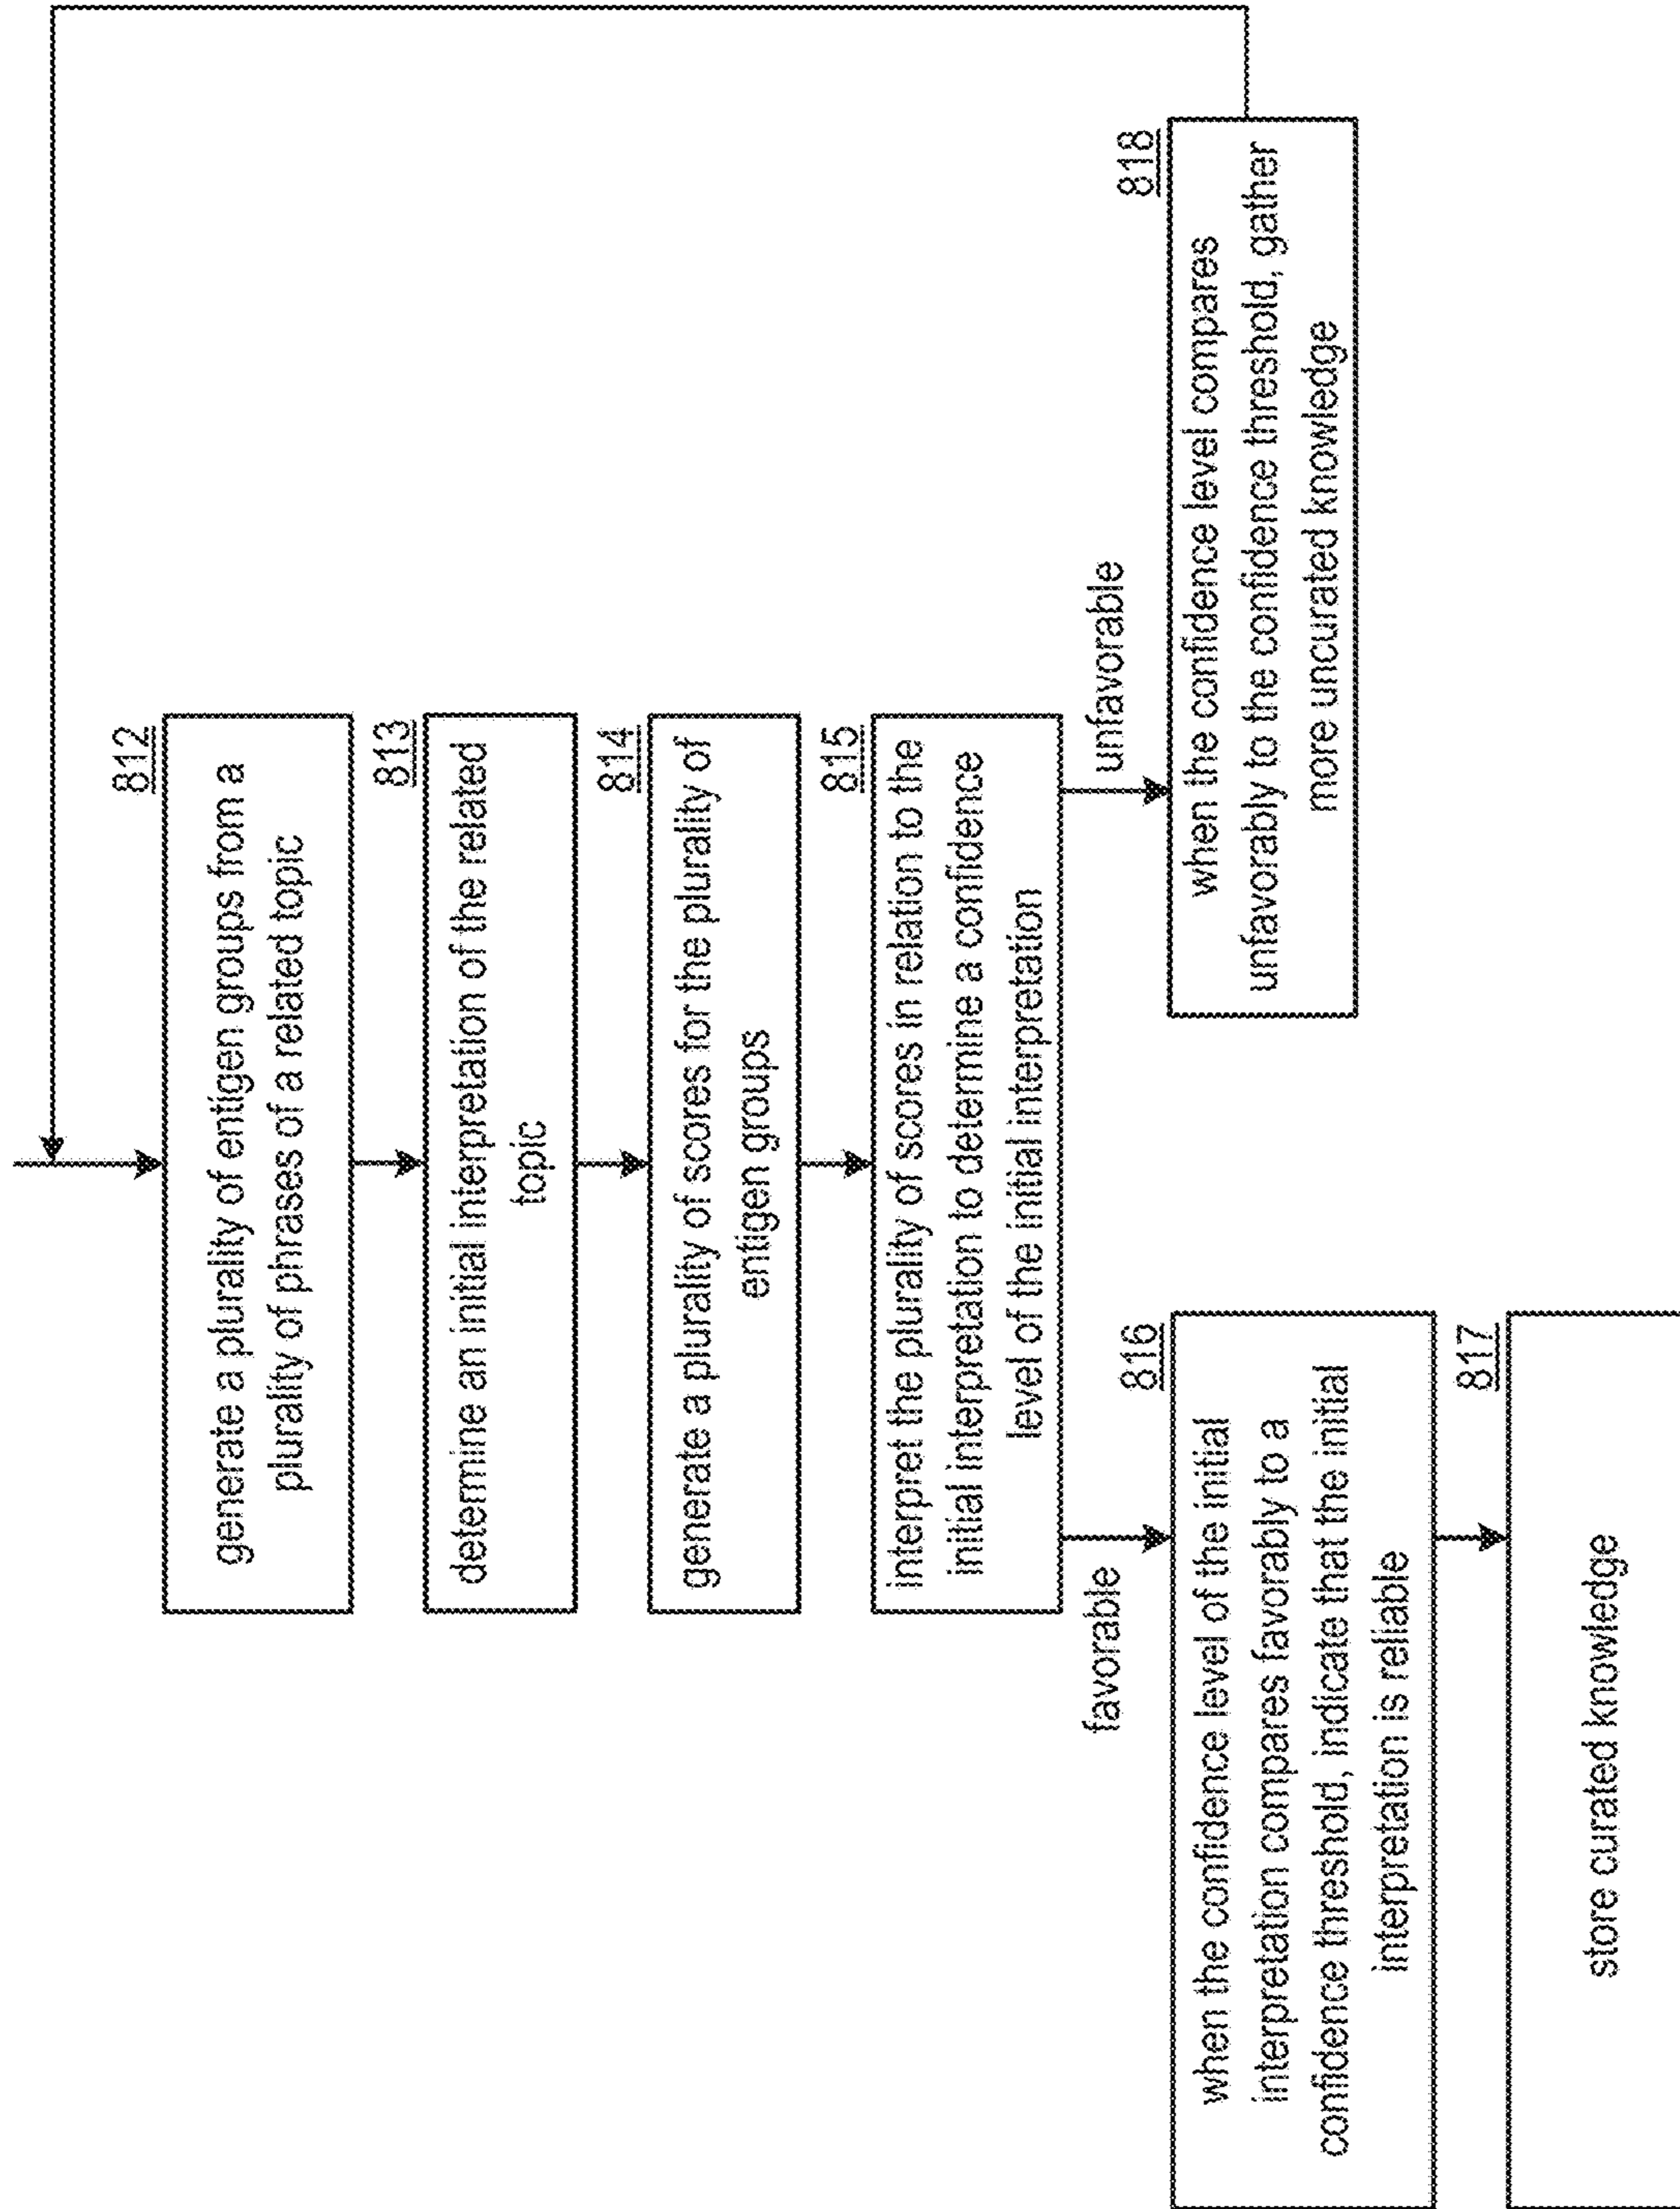 812
generate a plurality of entigen groups from a
plurality of phrases of a related topic
813
determine an initial interpretation of the related
topic
814
generate a plurality of scores for the plurality of
entigen groups
815
interpret the plurality of scores in relation to the
initial interpretation to determine a confidence
level of the initial interpretation
favorable
unfavorable
816
when the confidence level of the initial
interpretation compares favorably to a
confidence threshold, indicate that the initial
interpretation is reliable
817
store curated knowledge
818
when the confidence level compares
unfavorably to the confidence threshold, gather
more uncurated knowledge